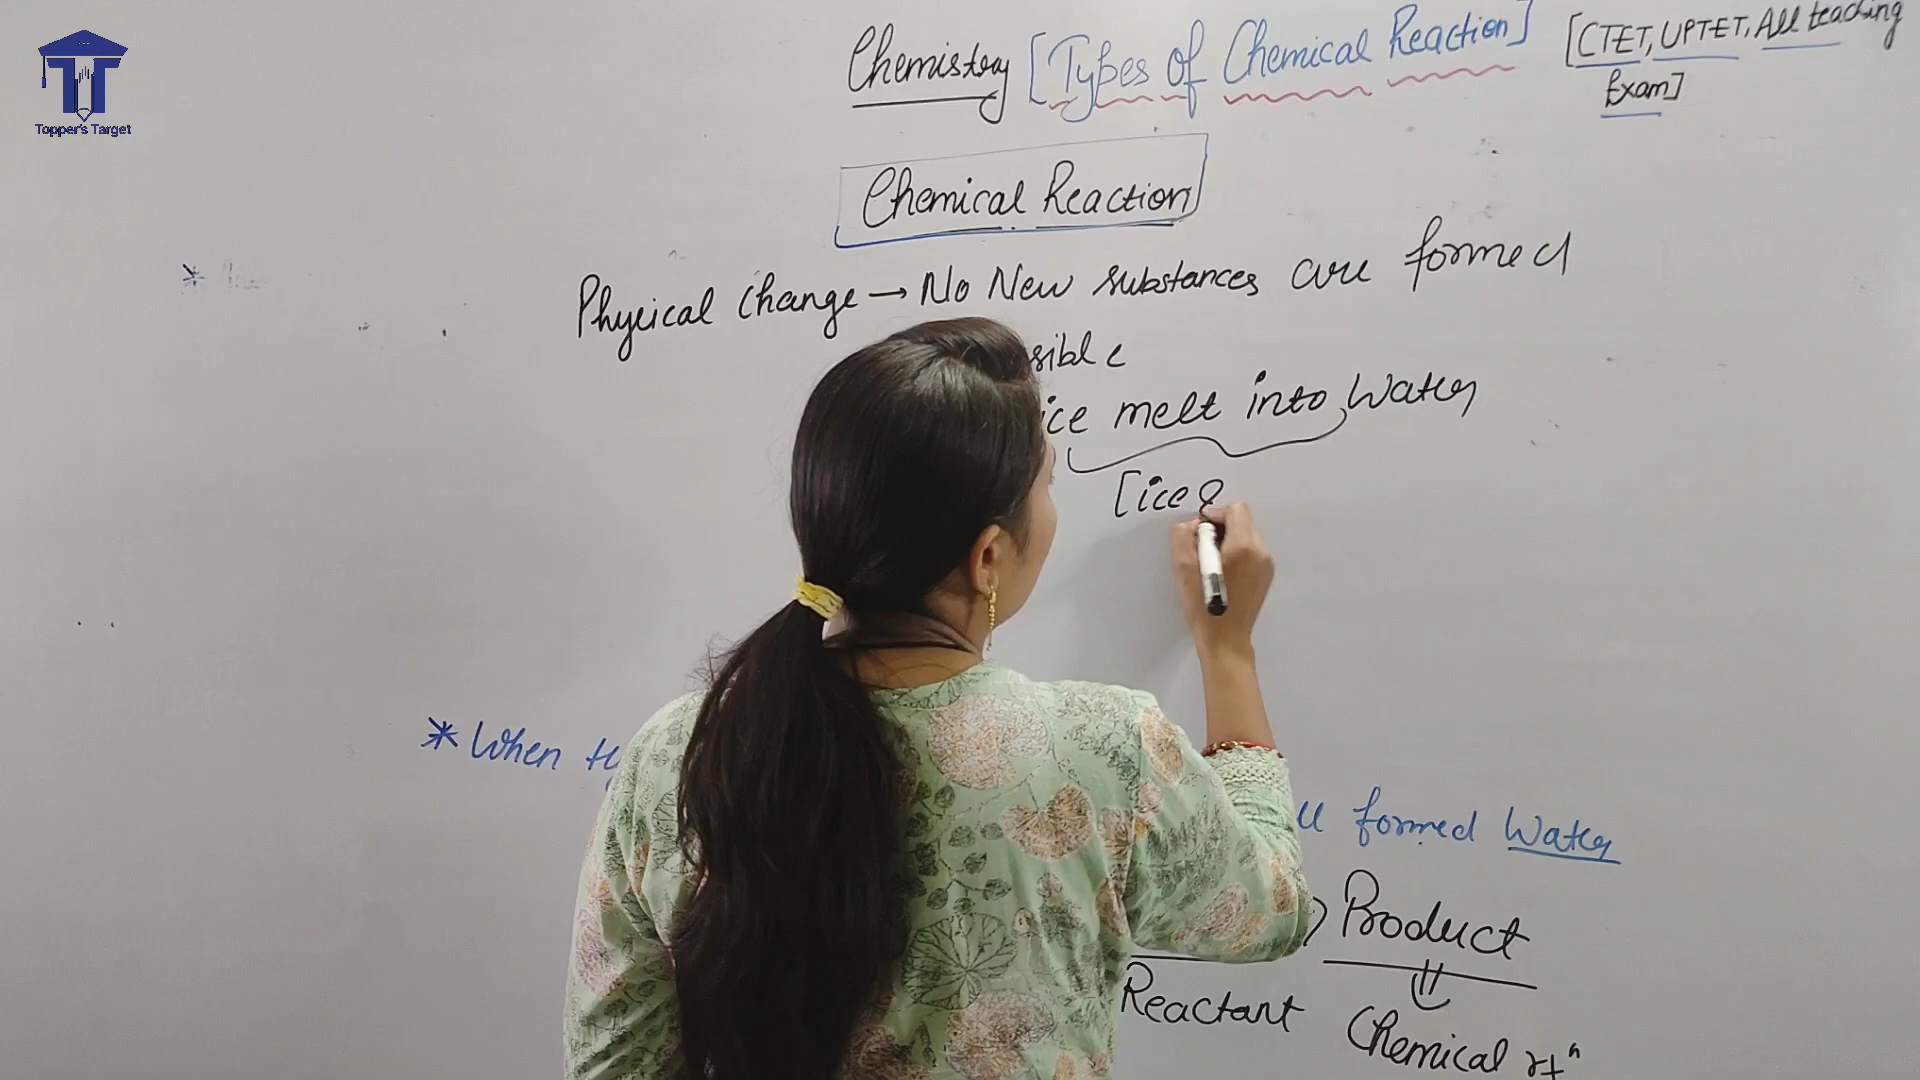 Topper's Target
Chemistry [Types Of Chemical Reaction] [CTET, UPTET, All teaching
Exam]
Chemical Reaction
Physical Change → No New substances are formed
sible
ice melt into Water
[ice &
* When
formed Water
Product
Reactant
Chemical rxⁿ